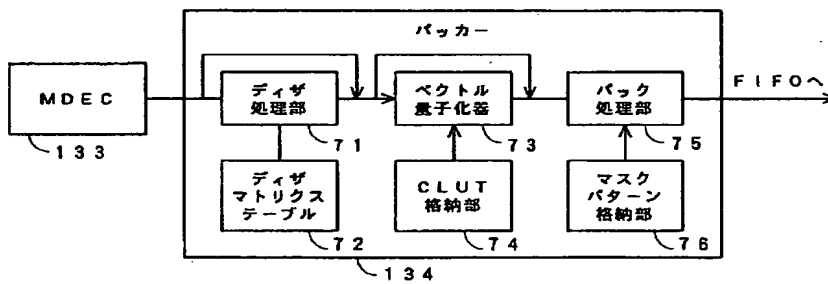 パッカー
MDEC
133
ディザ
処理部
71
ベクトル
量子化器
73
パック
処理部
75
FIFOへ
ディザ
マトリクス
テーブル
72
CLUT
格納部
74
マスク
パターン
格納部
76
134